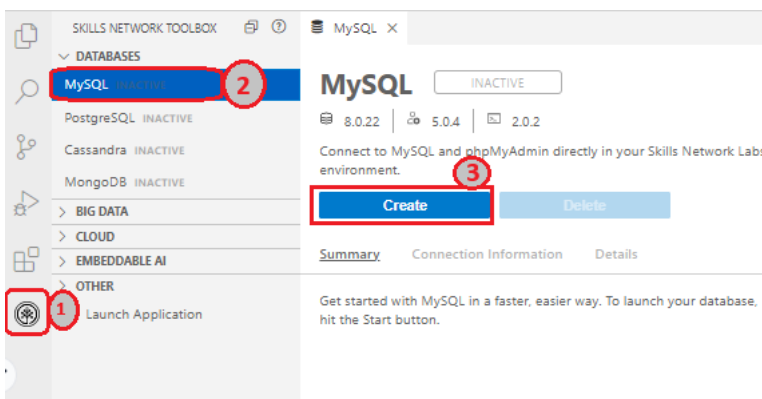 SKILLS NETWORK TOOLBOX
DATABASES
MySQL INACTIVE
2
PostgreSQL INACTIVE
Cassandra INACTIVE
MongoDB INACTIVE
BIG DATA
CLOUD
EMBEDDABLE AI
OTHER
1
Launch Application
MySQL
MySQL INACTIVE
8.0.22 5.0.4 2.0.2
Connect to MySQL and phpMyAdmin directly in your Skills Network Labs
environment.
3
Create Delete
Summary Connection Information Details
Get started with MySQL in a faster, easier way. To launch your database,
hit the Start button.